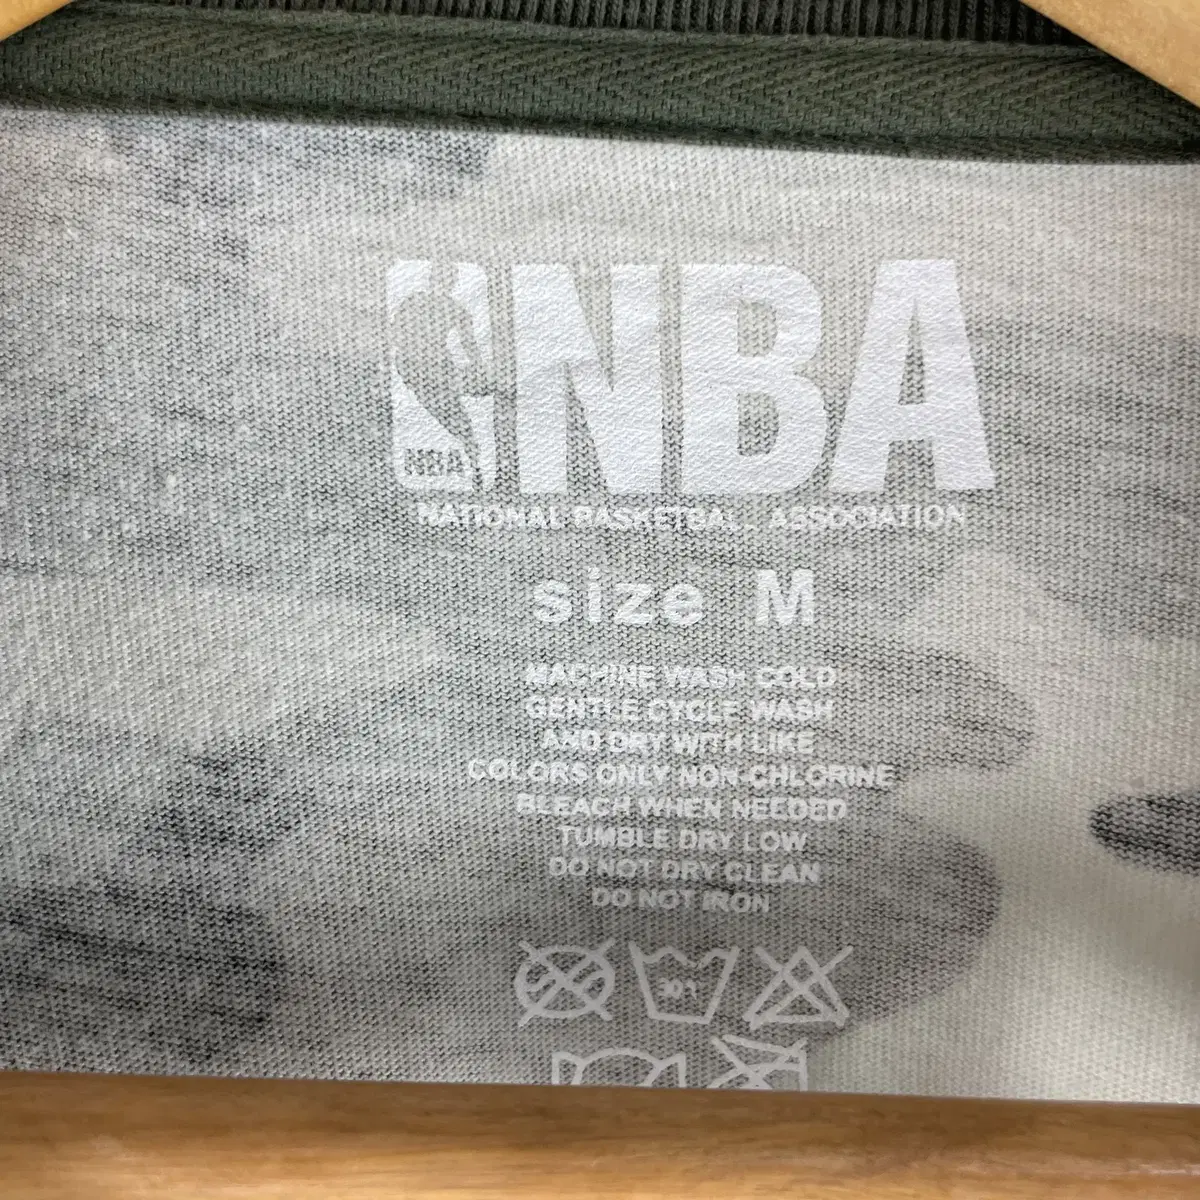 NBA
NBA
NATIONAL BASKETBALL ASSOCIATION
size M
MACHINE WASH COLD
GENTLE CYCLE WASH
AND DRY WITH LIKE
COLORS ONLY NON-CHLORINE
BLEACH WHEN NEEDED
TUMBLE DRY LOW
DO NOT DRY CLEAN
DO NOT IRON